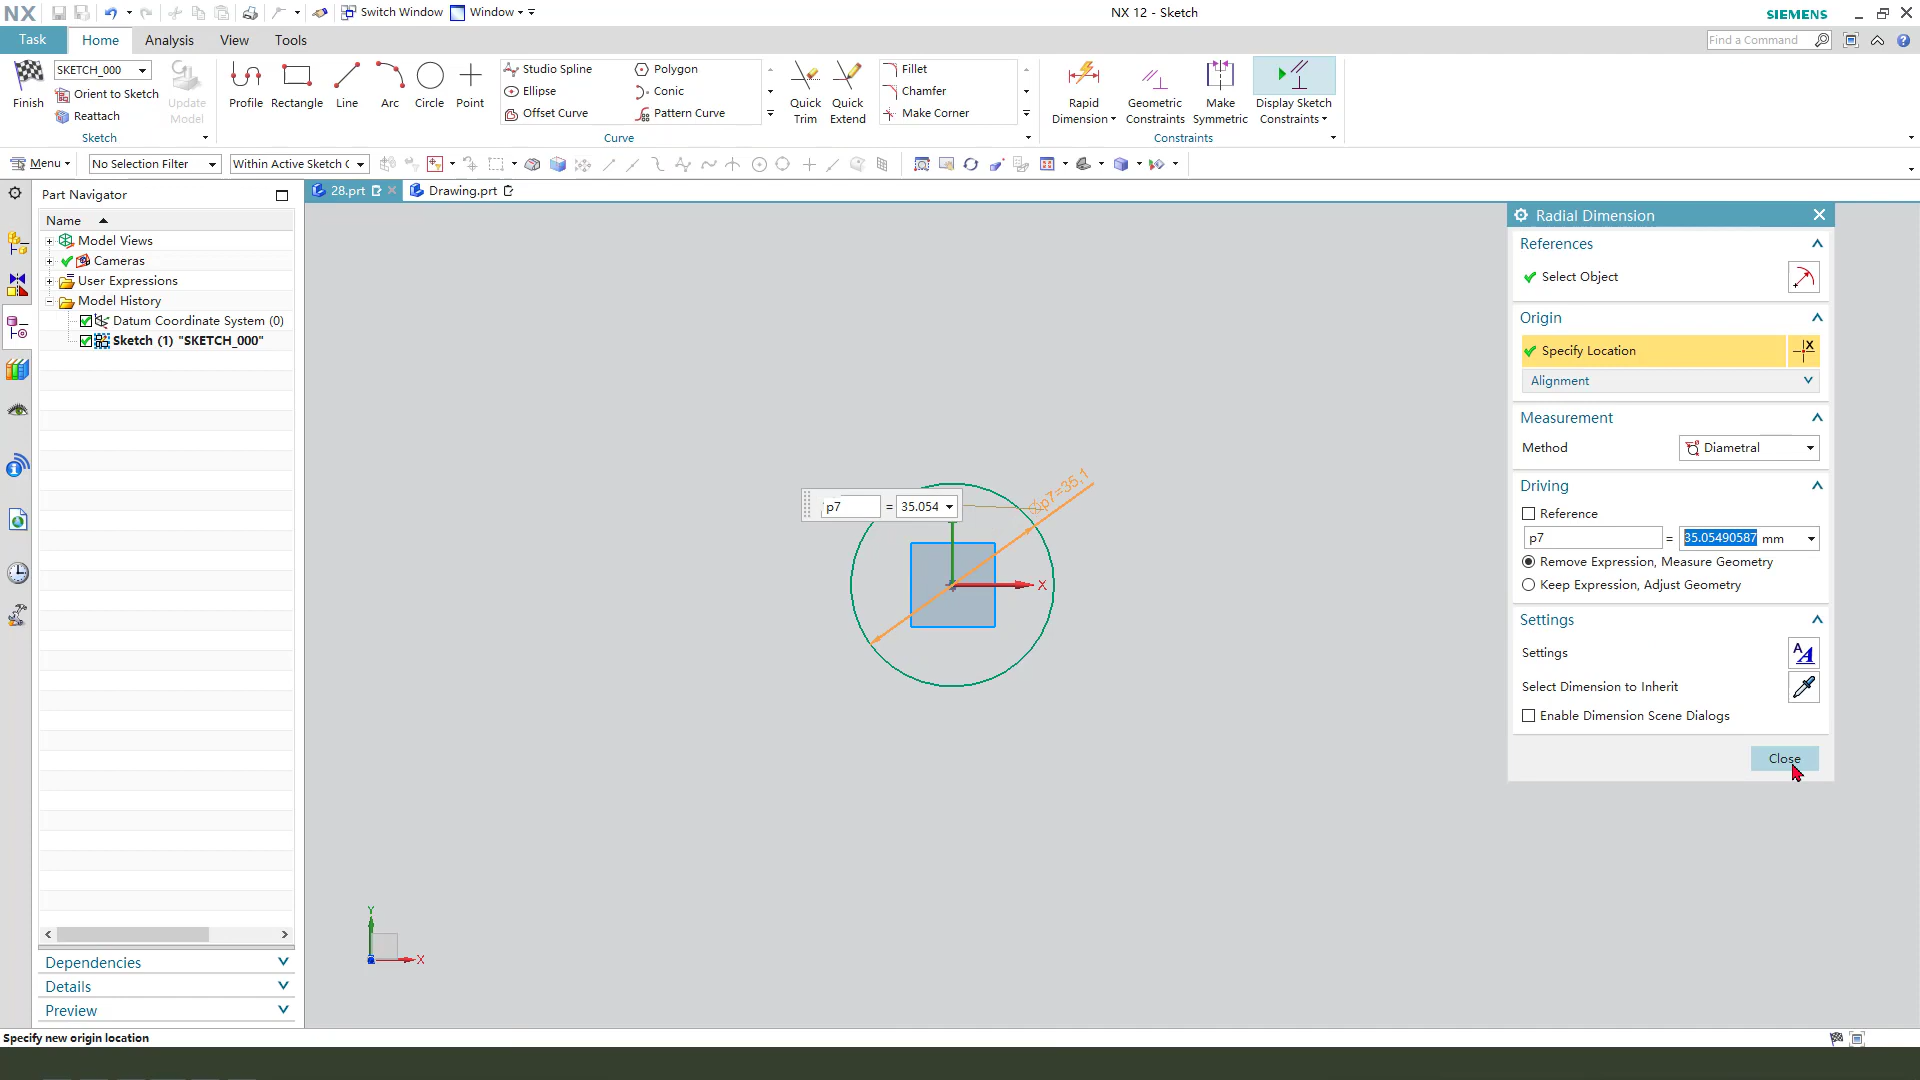 NX
Switch Window
Window
NX 12 - Sketch
SIEMENS
Task
Home
Analysis
View
Tools
Find a Command
Finish
SKETCH_000
Orient to Sketch
Reattach
Update Model
Sketch
Profile
Rectangle
Line
Arc
Circle
Point
Studio Spline
Ellipse
Offset Curve
Polygon
Conic
Pattern Curve
Curve
Quick Trim
Quick Extend
Fillet
Chamfer
Make Corner
Rapid Dimension
Geometric Constraints
Make Symmetric
Display Sketch Constraints
Constraints
Menu
No Selection Filter
Within Active Sketch
Part Navigator
28.prt
Drawing.prt
Name
Model Views
Cameras
User Expressions
Model History
Datum Coordinate System (0)
Sketch (1) "SKETCH_000"
Dependencies
Details
Preview
p7 = 35.054
∅p7=35,1
X
Y
X
Radial Dimension
References
Select Object
Origin
Specify Location
Alignment
Measurement
Method
Diametral
Driving
Reference
p7 = 35.05490587 mm
Remove Expression, Measure Geometry
Keep Expression, Adjust Geometry
Settings
Settings
Select Dimension to Inherit
Enable Dimension Scene Dialogs
Close
Specify new origin location